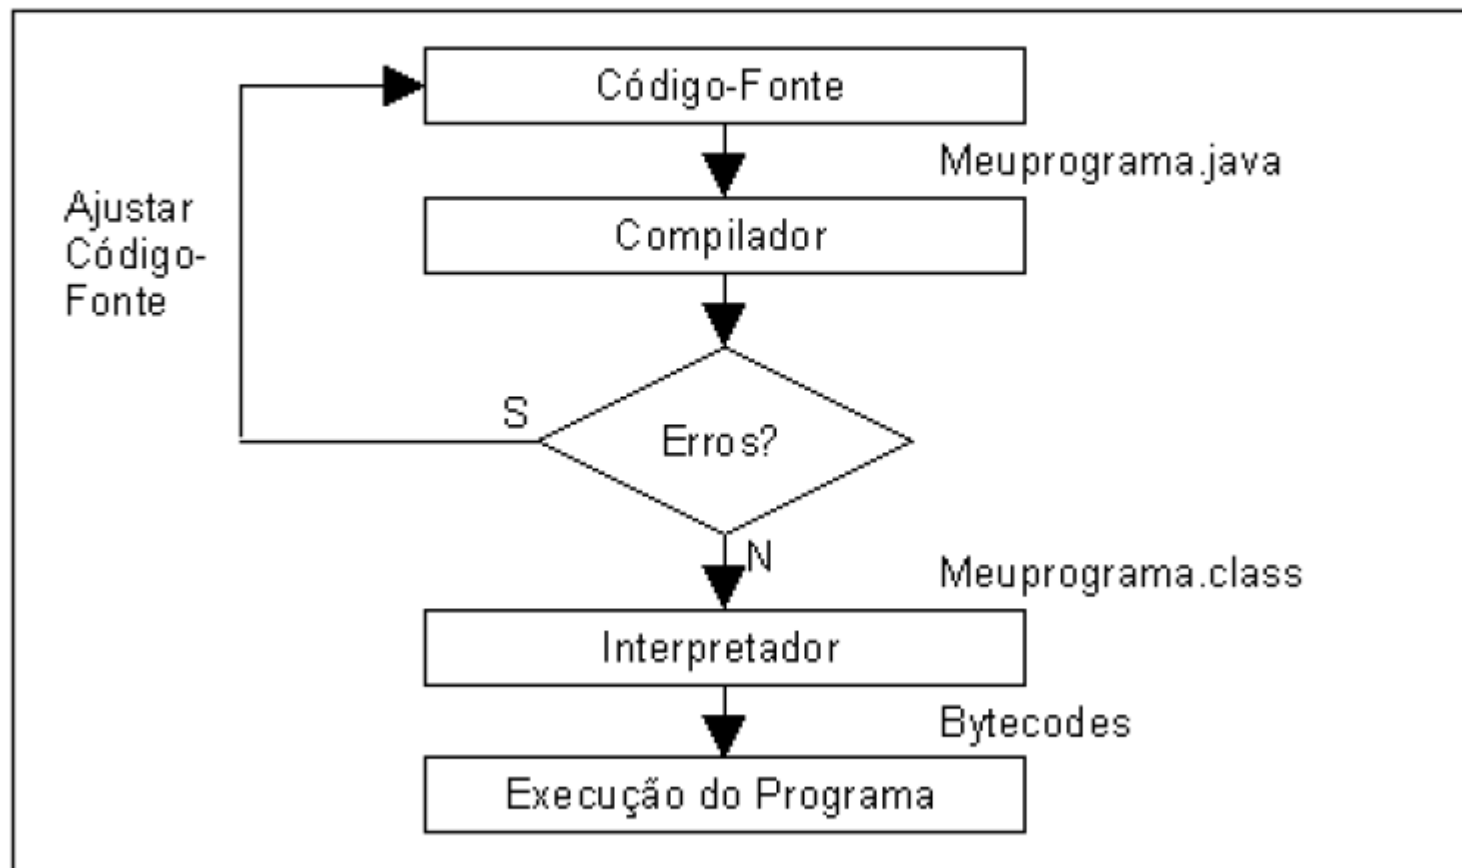 Código-Fonte
Meuprograma.java
Ajustar
Código-
Fonte
Compilador
S
Erros?
N
Meuprograma.class
Interpretador
Bytecodes
Execução do Programa